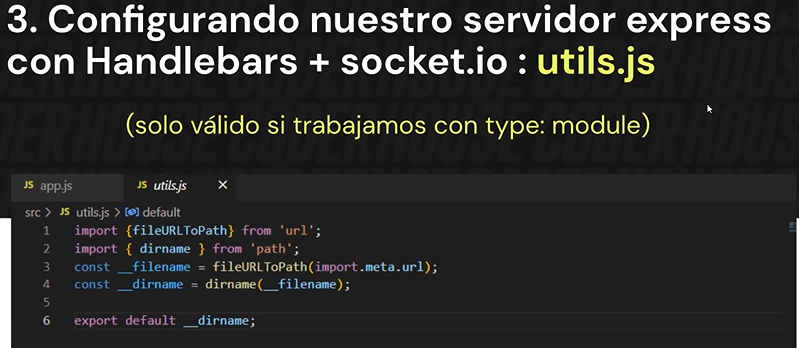 3. Configurando nuestro servidor express
con Handlebars + socket.io : utils.js
(solo válido si trabajamos con type: module)
JS app.js JS utils.js ×
src > JS utils.js > default
1 import {fileURLToPath} from 'url';
2 import { dirname } from 'path';
3 const __filename = fileURLToPath(import.meta.url);
4 const __dirname = dirname(__filename);
5
6 export default __dirname;